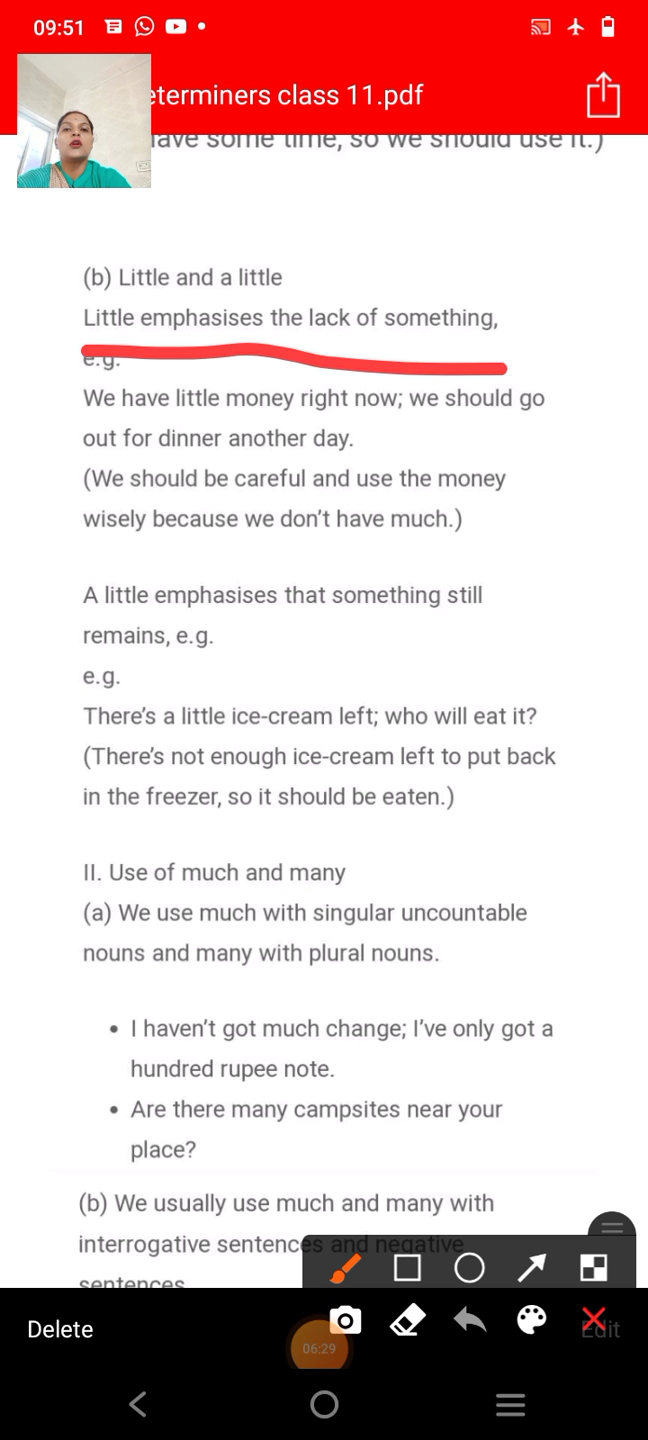 09:51
eterminers class 11.pdf
have some time, so we should use it.)
(b) Little and a little
Little emphasises the lack of something,
e.g.
We have little money right now; we should go
out for dinner another day.
(We should be careful and use the money
wisely because we don't have much.)
A little emphasises that something still
remains, e.g.
e.g.
There's a little ice-cream left; who will eat it?
(There's not enough ice-cream left to put back
in the freezer, so it should be eaten.)
II. Use of much and many
(a) We use much with singular uncountable
nouns and many with plural nouns.
• I haven't got much change; I've only got a
hundred rupee note.
• Are there many campsites near your
place?
(b) We usually use much and many with
interrogative sentences and negative
sentences
Delete
06:29
Edit